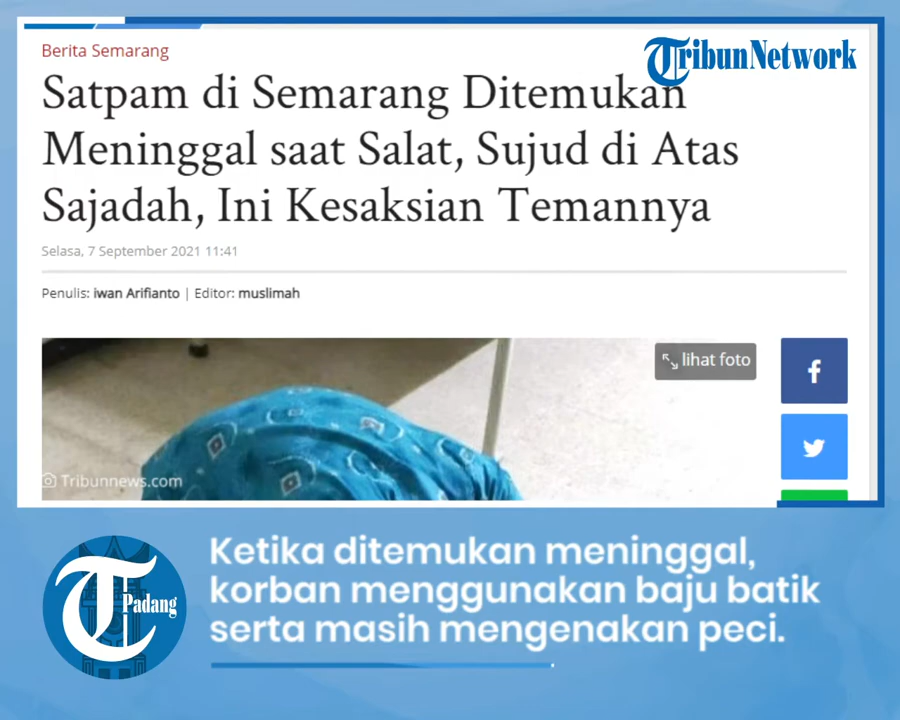 Berita Semarang
TribunNetwork
Satpam di Semarang Ditemukan
Meninggal saat Salat, Sujud di Atas
Sajadah, Ini Kesaksian Temannya
Selasa, 7 September 2021 11:41
Penulis: iwan Arifianto | Editor: muslimah
lihat foto
f
Tribunnews.com
Ketika ditemukan meninggal,
korban menggunakan baju batik
serta masih mengenakan peci.
T Padang